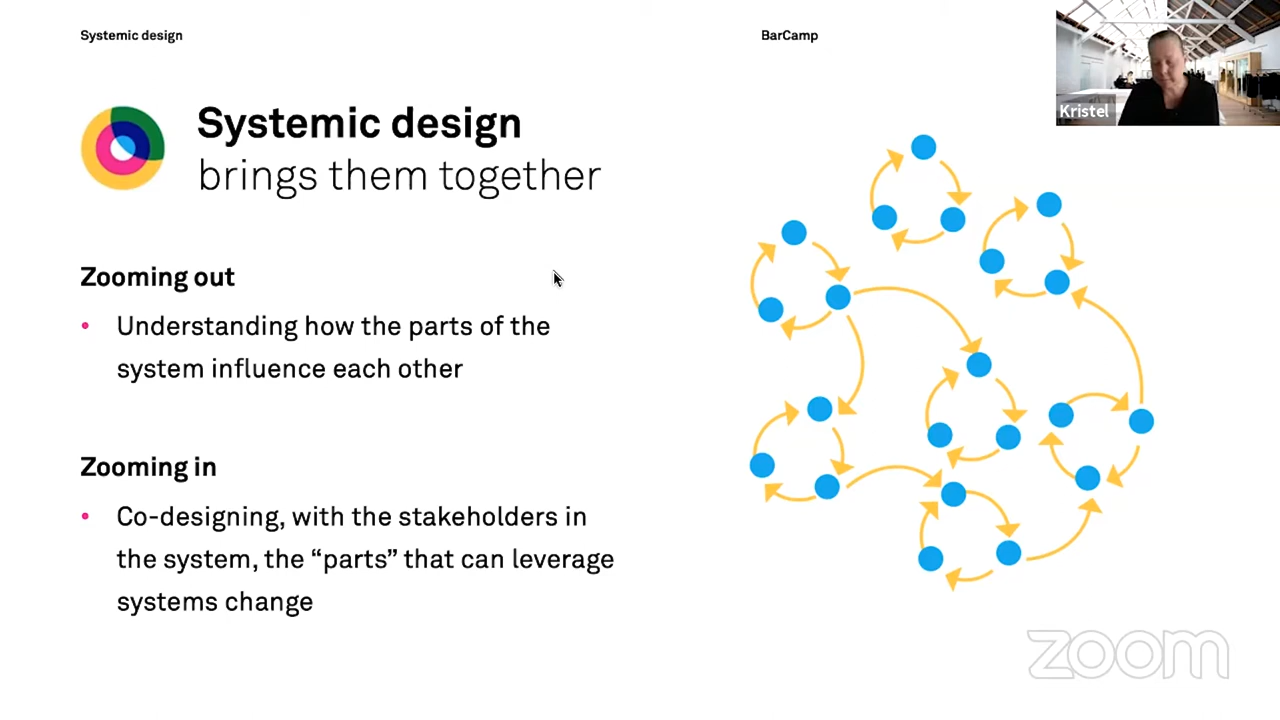 Systemic design
BarCamp
Kristel
Systemic design
brings them together
Zooming out
• Understanding how the parts of the
system influence each other
Zooming in
• Co-designing, with the stakeholders in
the system, the “parts” that can leverage
systems change
zoom